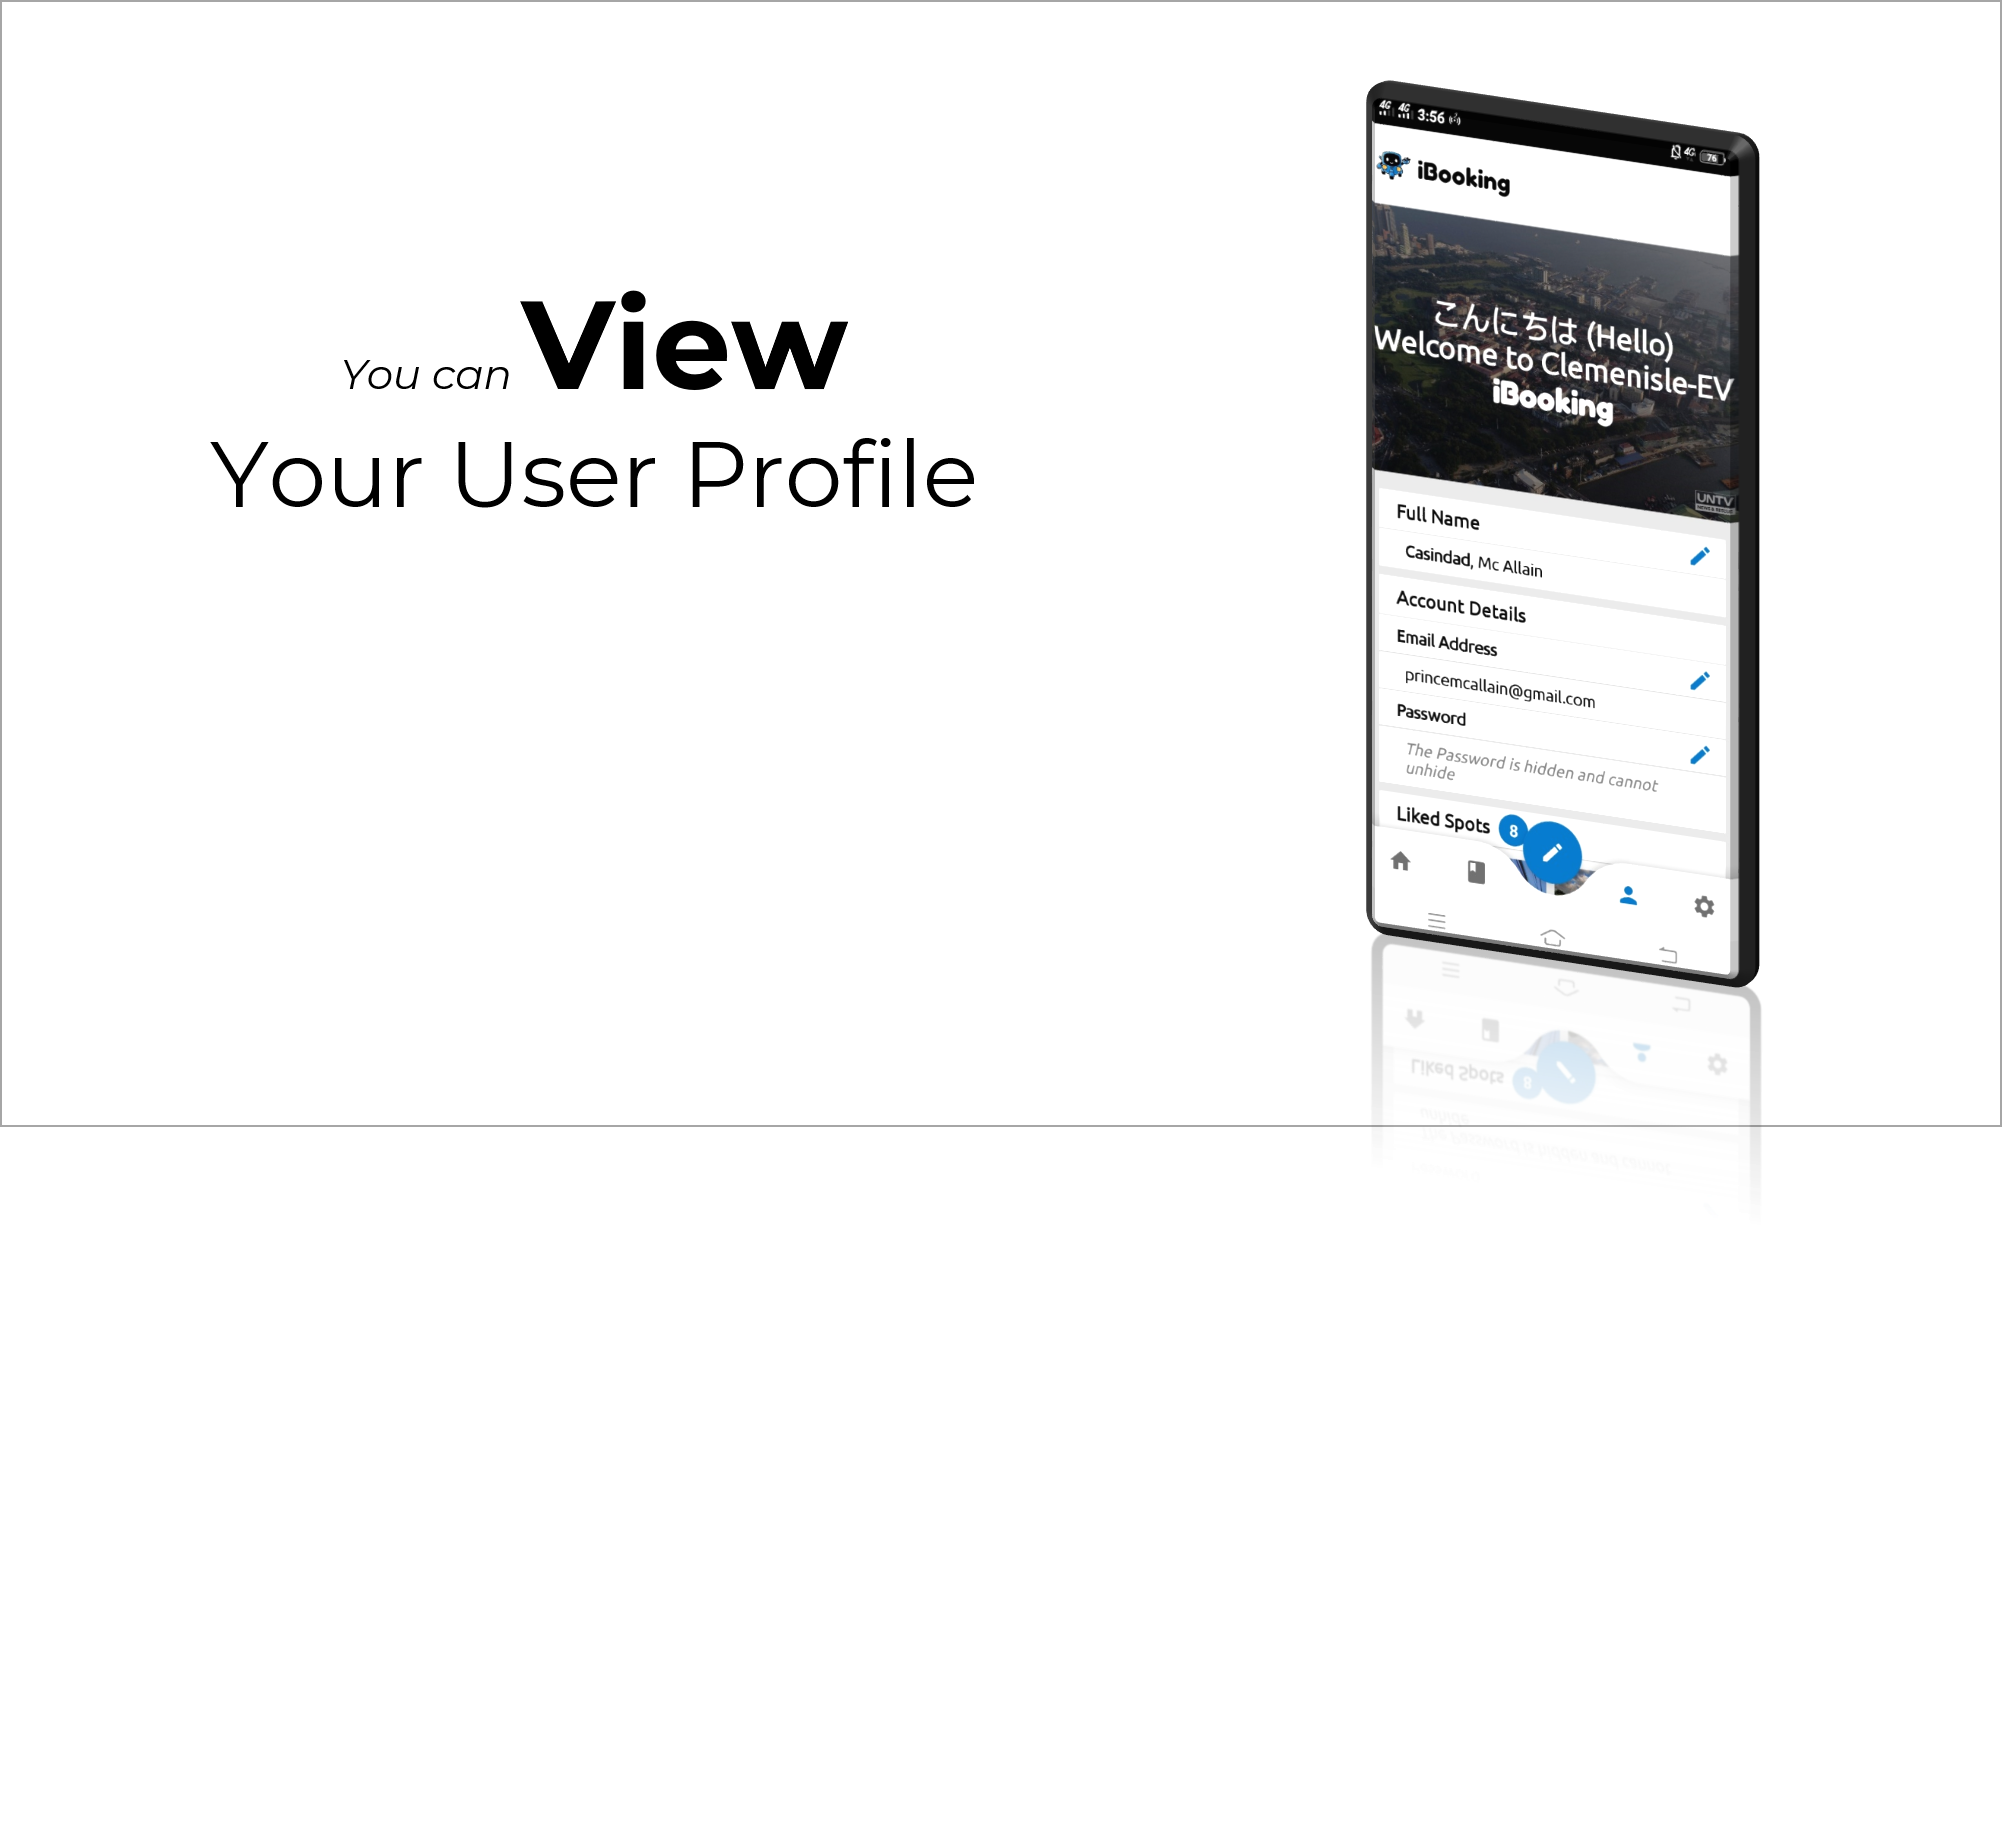 You can View
Your User Profile
4G 4G 3:56
4G 76
iBooking
こんにちは (Hello)
Welcome to Clemenisle-EV
iBooking
UNTV
NEWS & RESCUE
Full Name
Casindad, Mc Allain
Account Details
Email Address
princemcallain@gmail.com
Password
The Password is hidden and cannot
unhide
Liked Spots 8